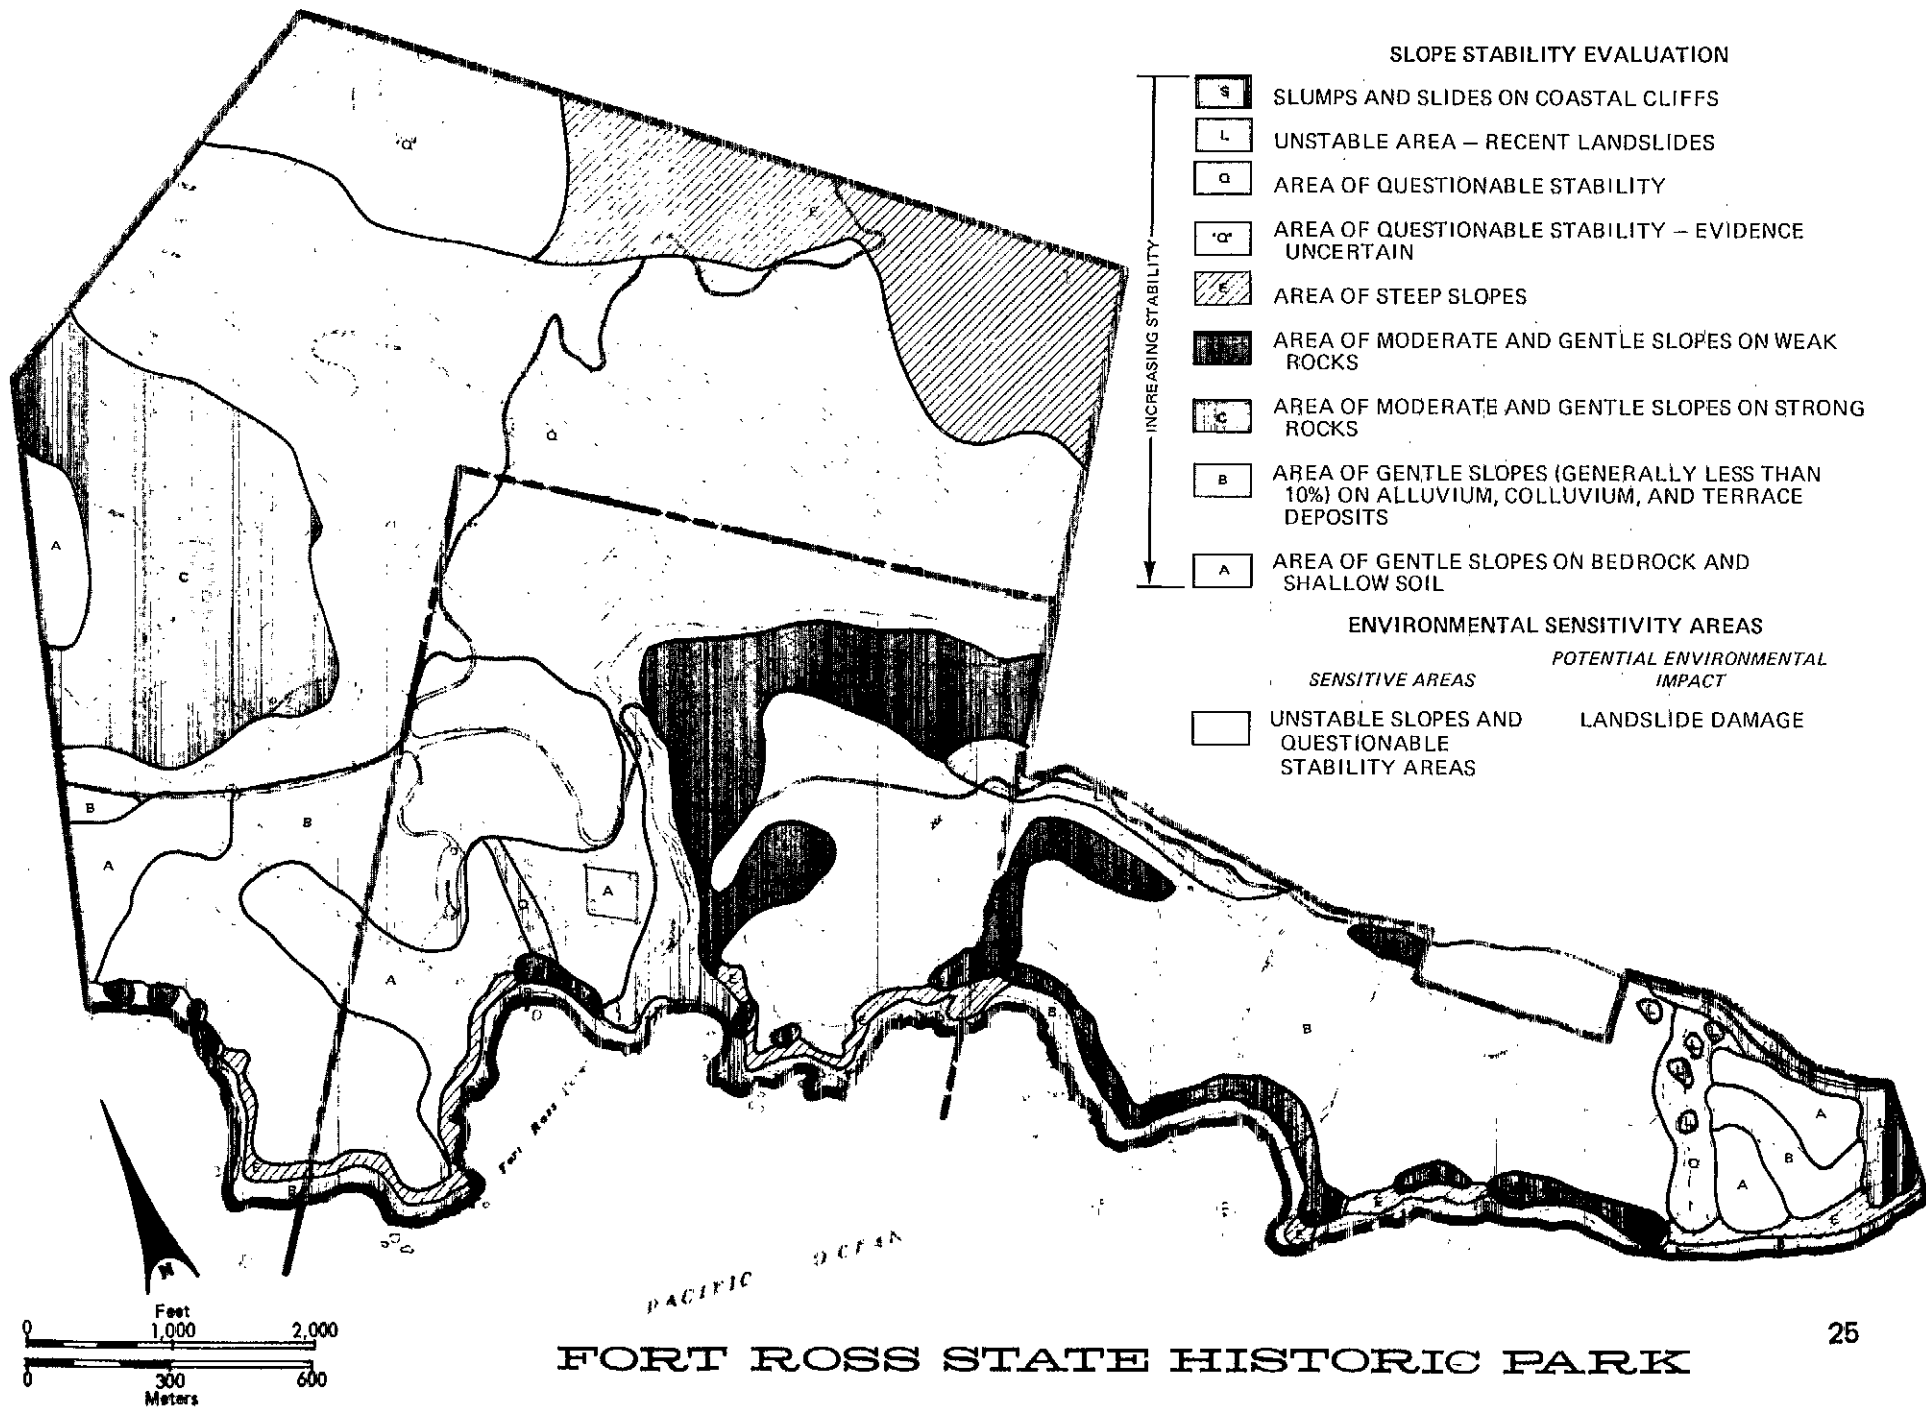 SLOPE STABILITY EVALUATION
INCREASING STABILITY
S
SLUMPS AND SLIDES ON COASTAL CLIFFS
L
UNSTABLE AREA – RECENT LANDSLIDES
Q
AREA OF QUESTIONABLE STABILITY
'Q'
AREA OF QUESTIONABLE STABILITY – EVIDENCE
UNCERTAIN
E
AREA OF STEEP SLOPES
AREA OF MODERATE AND GENTLE SLOPES ON WEAK
ROCKS
C
AREA OF MODERATE AND GENTLE SLOPES ON STRONG
ROCKS
B
AREA OF GENTLE SLOPES (GENERALLY LESS THAN
10%) ON ALLUVIUM, COLLUVIUM, AND TERRACE
DEPOSITS
A
AREA OF GENTLE SLOPES ON BEDROCK AND
SHALLOW SOIL
ENVIRONMENTAL SENSITIVITY AREAS
SENSITIVE AREAS
POTENTIAL ENVIRONMENTAL
IMPACT
UNSTABLE SLOPES AND
QUESTIONABLE
STABILITY AREAS
LANDSLIDE DAMAGE
'Q'
E
Q
A
C
B
B
A
A
Q
A
L
E
B
B
A
B
A
Q
E
E
E
B
E
B
Fort Ross
PACIFIC OCEAN
N
Feet
0 1,000 2,000
0 300 600
Meters
25
FORT ROSS STATE HISTORIC PARK